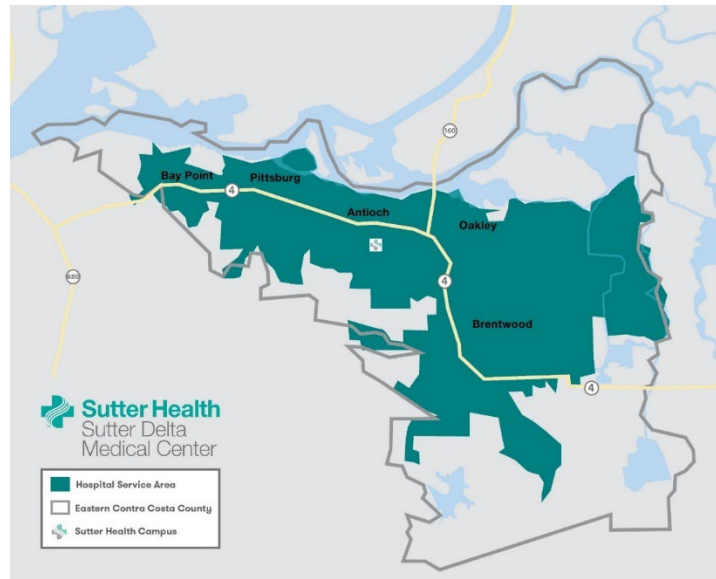 160
Bay Point
Pittsburg
4
Antioch
Oakley
680
4
Brentwood
4
Sutter Health
Sutter Delta
Medical Center
Hospital Service Area
Eastern Contra Costa County
Sutter Health Campus